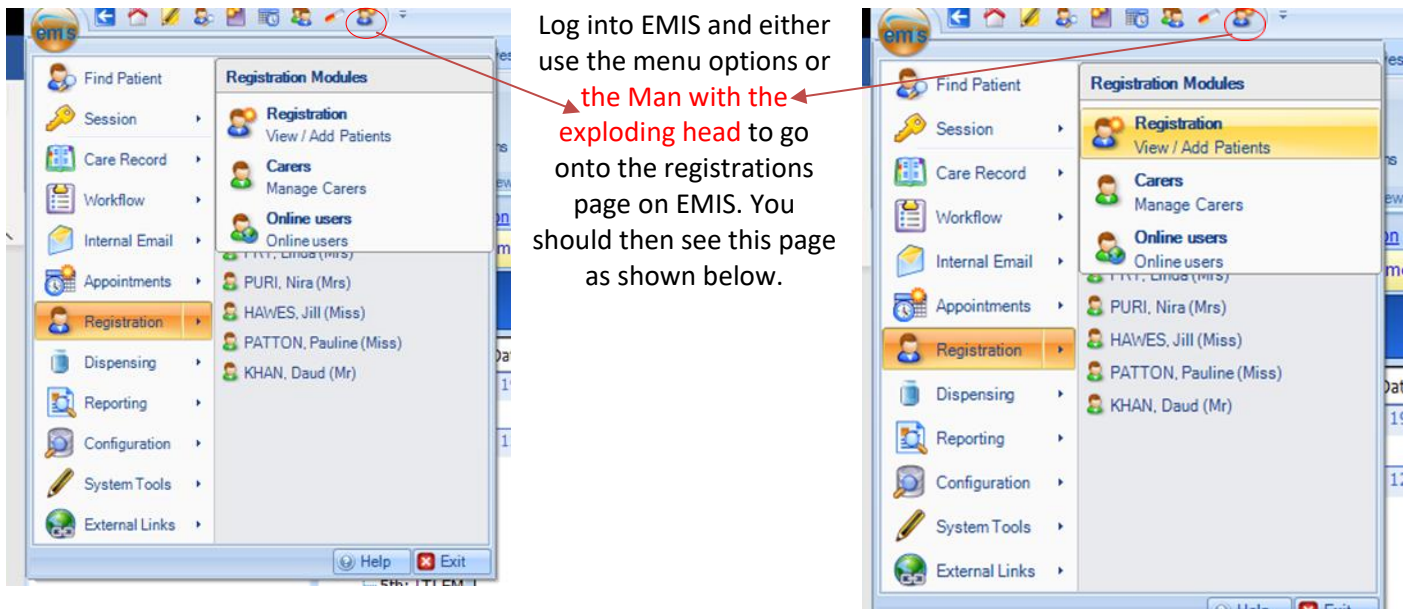 emis
Find Patient
Session
Care Record
Workflow
Internal Email
Appointments
Registration
Dispensing
Reporting
Configuration
System Tools
External Links
Registration Modules
Registration
View / Add Patients
Carers
Manage Carers
Online users
Online users
PURI, Nira (Mrs)
HAWES, Jill (Miss)
PATTON, Pauline (Miss)
KHAN, Daud (Mr)
Help
Exit
Log into EMIS and either
use the menu options or
the Man with the
exploding head to go
onto the registrations
page on EMIS. You
should then see this page
as shown below.
emis
Find Patient
Session
Care Record
Workflow
Internal Email
Appointments
Registration
Dispensing
Reporting
Configuration
System Tools
External Links
Registration Modules
Registration
View / Add Patients
Carers
Manage Carers
Online users
Online users
PURI, Nira (Mrs)
HAWES, Jill (Miss)
PATTON, Pauline (Miss)
KHAN, Daud (Mr)
Help
Exit